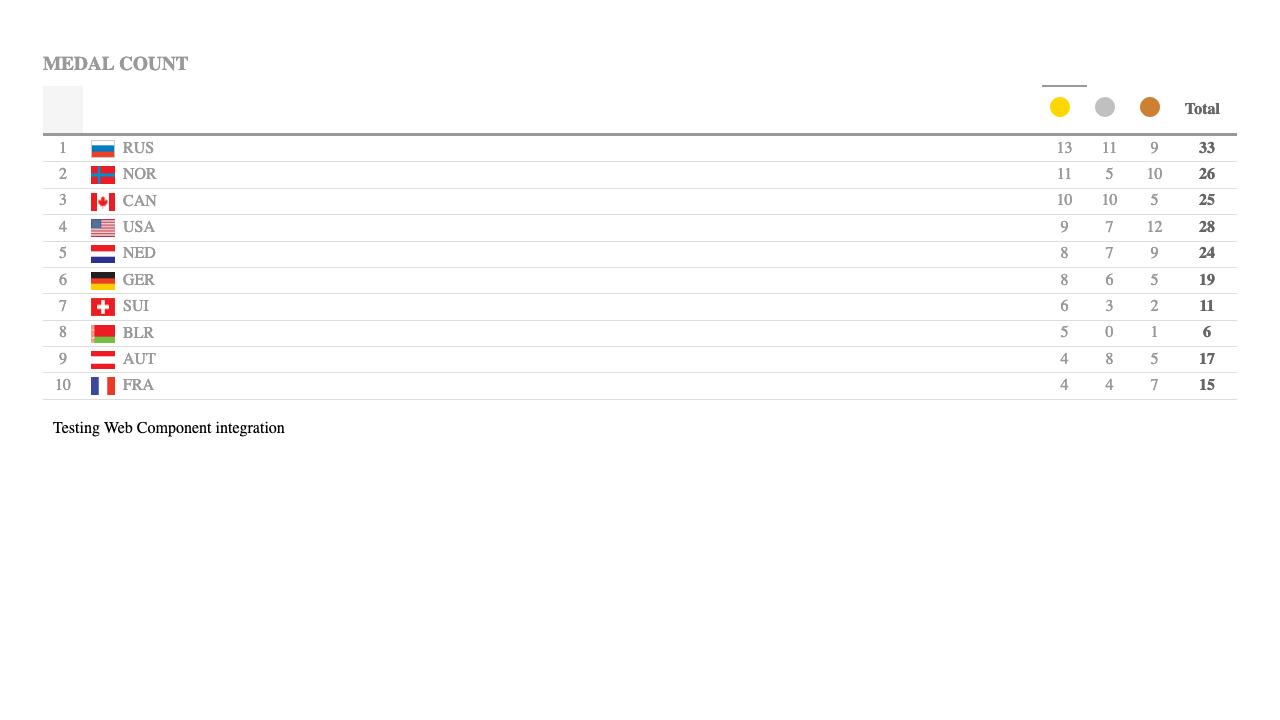 MEDAL COUNT
Total
1 RUS 13 11 9 33
2 NOR 11 5 10 26
3 CAN 10 10 5 25
4 USA 9 7 12 28
5 NED 8 7 9 24
6 GER 8 6 5 19
7 SUI 6 3 2 11
8 BLR 5 0 1 6
9 AUT 4 8 5 17
10 FRA 4 4 7 15
Testing Web Component integration